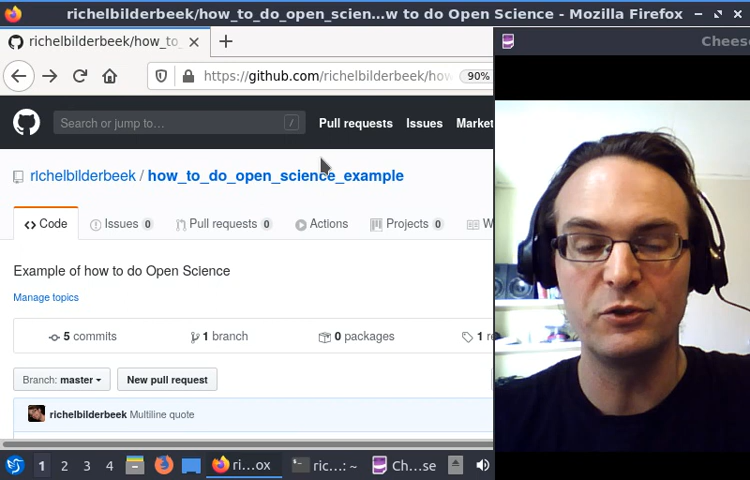 richelbilderbeek/how_to_do_open_scien…w to do Open Science - Mozilla Firefox
richelbilderbeek/how_to_
Chees
https://github.com/richelbilderbeek/how
90%
Search or jump to…
/
Pull requests
Issues
Market
richelbilderbeek / how_to_do_open_science_example
Code
Issues 0
Pull requests 0
Actions
Projects 0
W
Example of how to do Open Science
Manage topics
5 commits
1 branch
0 packages
1 re
Branch: master
New pull request
richelbilderbeek Multiline quote
1
2
3
4
ri…ox
ric…: ~
Ch…se